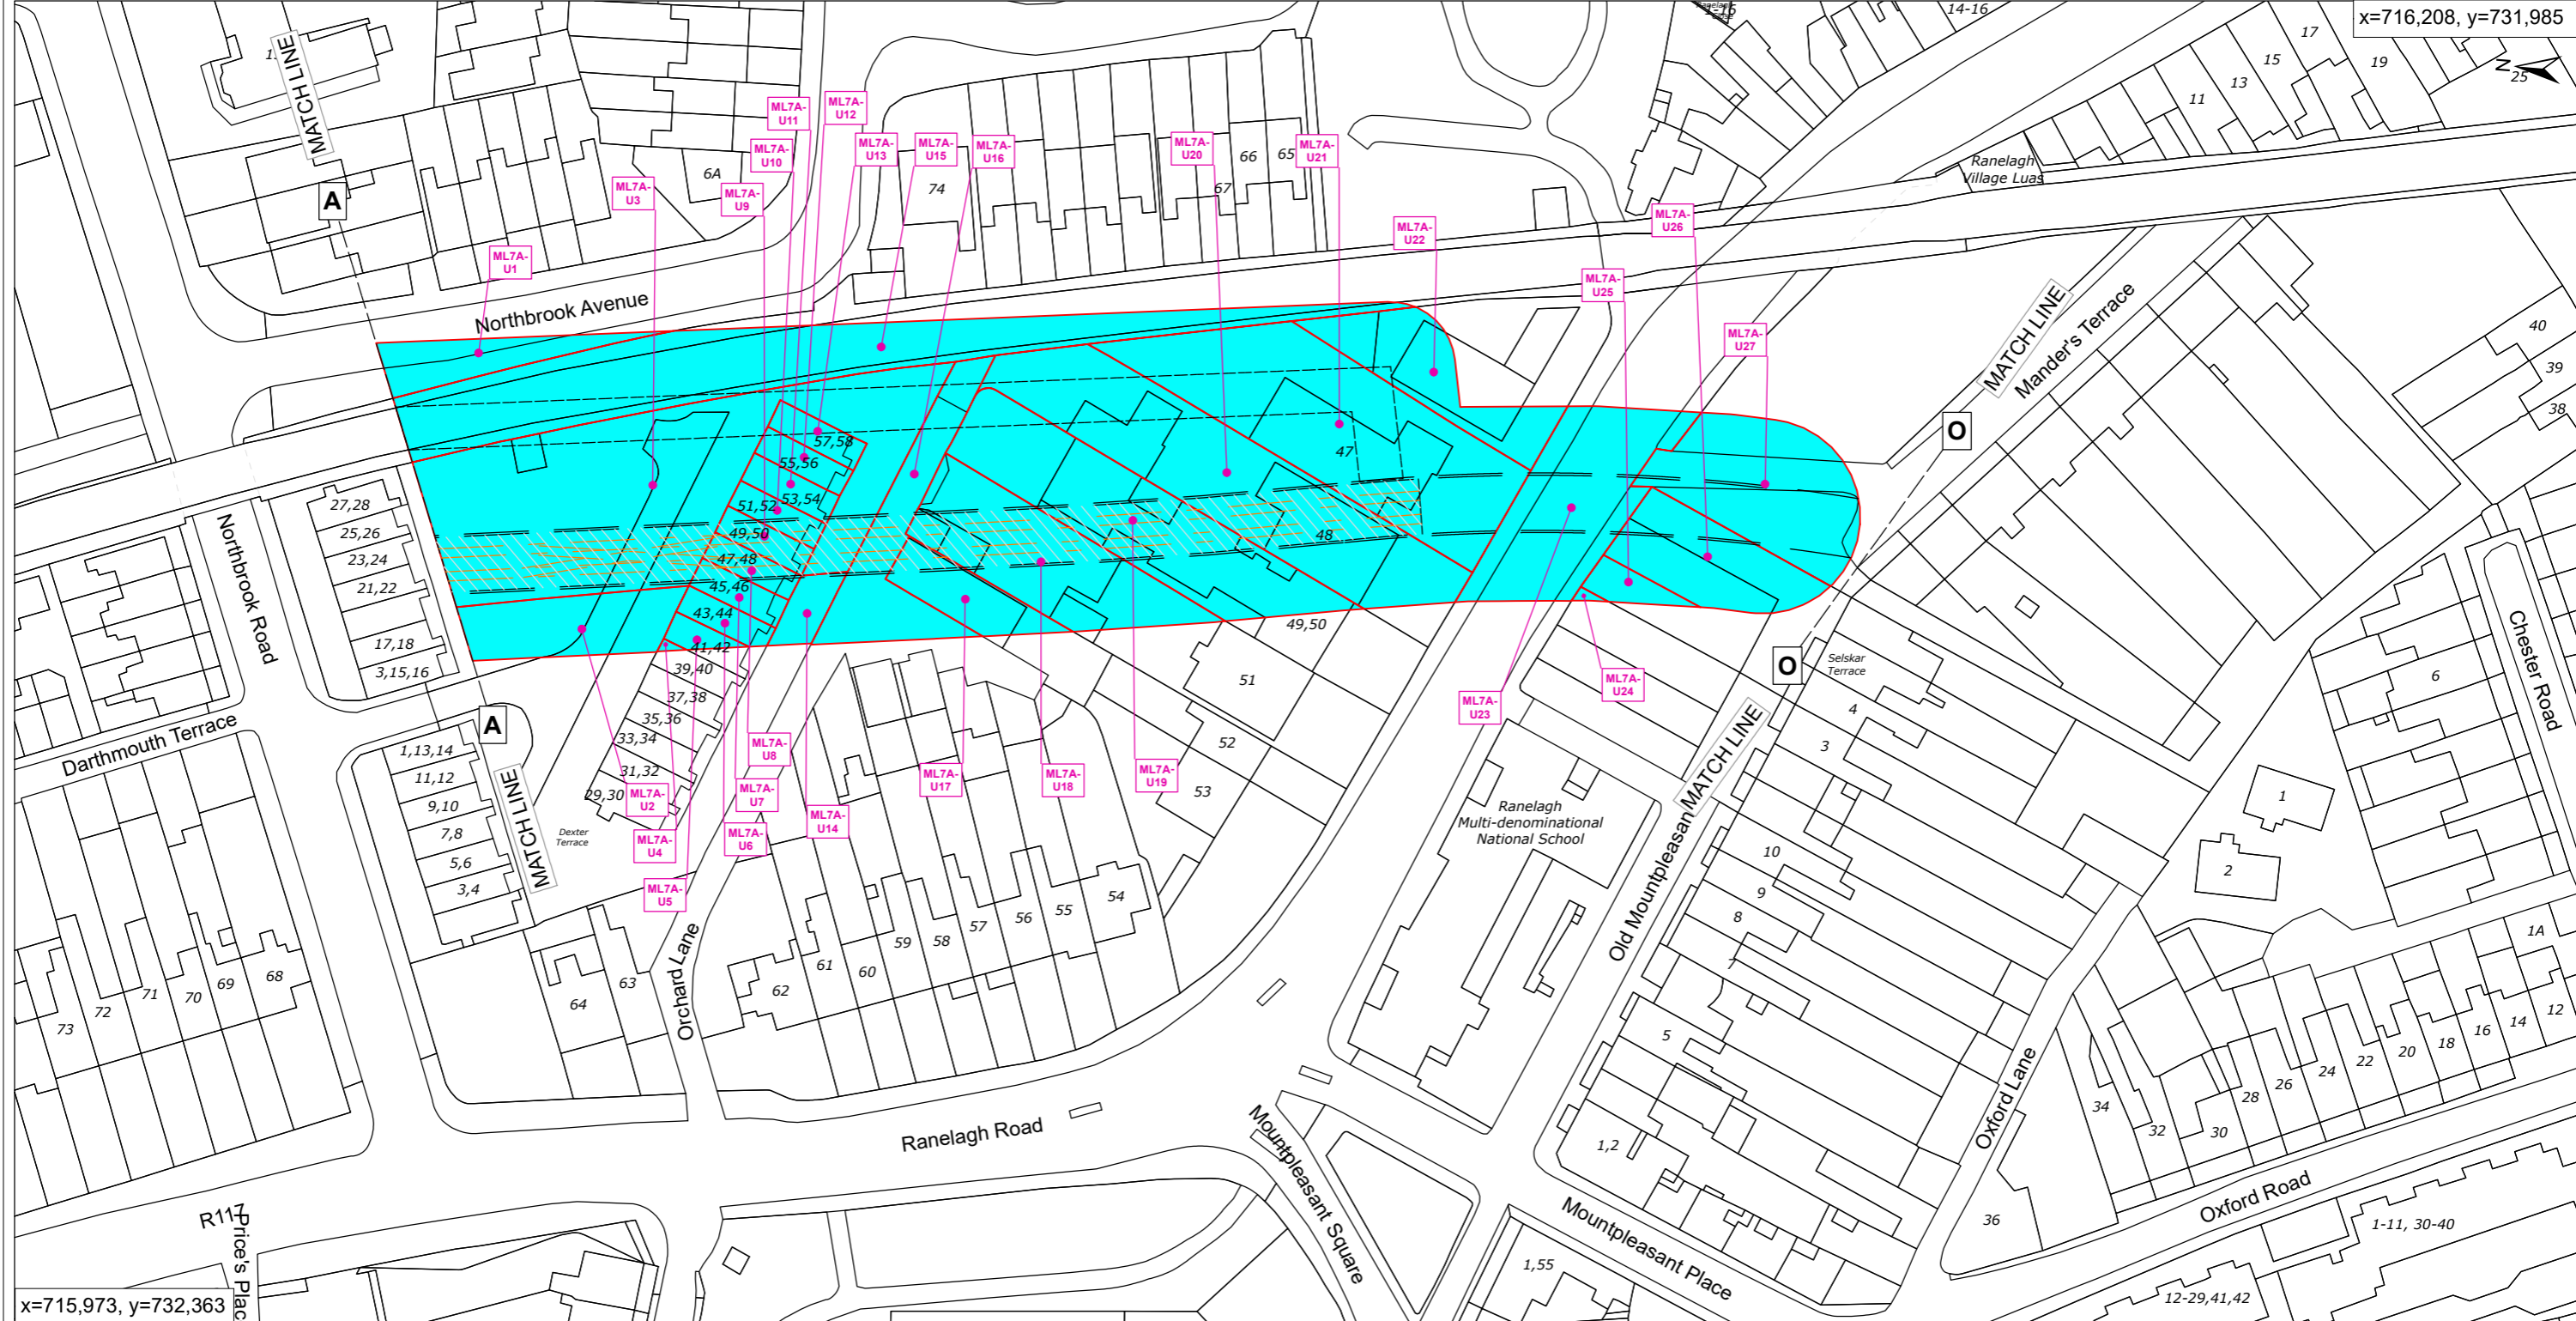 x=716,208, y=731,985
MATCH LINE
A
ML7A-
U11
ML7A-
U12
ML7A-
U10
ML7A-
U13
ML7A-
U15
ML7A-
U16
ML7A-
U20
ML7A-
U21
ML7A-
U3
ML7A-
U9
ML7A-
U22
ML7A-
U26
ML7A-
U1
ML7A-
U25
ML7A-
U27
6A
74
67
66
65
14-16
11
13
15
17
19
25
N
Ranelagh
Village Luas
Northbrook Avenue
MATCH LINE
Mander's Terrace
O
40
39
38
57,58
55,56
53,54
51,52
49,50
47,48
45,46
43,44
41,42
39,40
37,38
35,36
33,34
31,32
29,30
47
48
49,50
51
52
53
27,28
25,26
23,24
21,22
17,18
3,15,16
Northbrook Road
Darthmouth Terrace
A
MATCH LINE
1,13,14
11,12
9,10
7,8
5,6
3,4
Dexter
Terrace
ML7A-
U2
ML7A-
U4
ML7A-
U5
ML7A-
U6
ML7A-
U7
ML7A-
U8
ML7A-
U14
ML7A-
U17
ML7A-
U18
ML7A-
U19
ML7A-
U23
ML7A-
U24
O
Selskar
Terrace
MATCH LINE
Old Mountpleasan
Ranelagh
Multi-denominational
National School
4
3
10
9
8
7
5
1,2
6
1
2
Chester Road
73
72
71
70
69
68
64
63
Orchard Lane
62
61
60
59
58
57
56
55
54
Ranelagh Road
R117
Price's Plac
Mountpleasant Square
Mountpleasant Place
1,55
Oxford Lane
36
34
32
30
28
26
24
22
20
18
16
14
12
1A
Oxford Road
1-11, 30-40
12-29,41,42
x=715,973, y=732,363